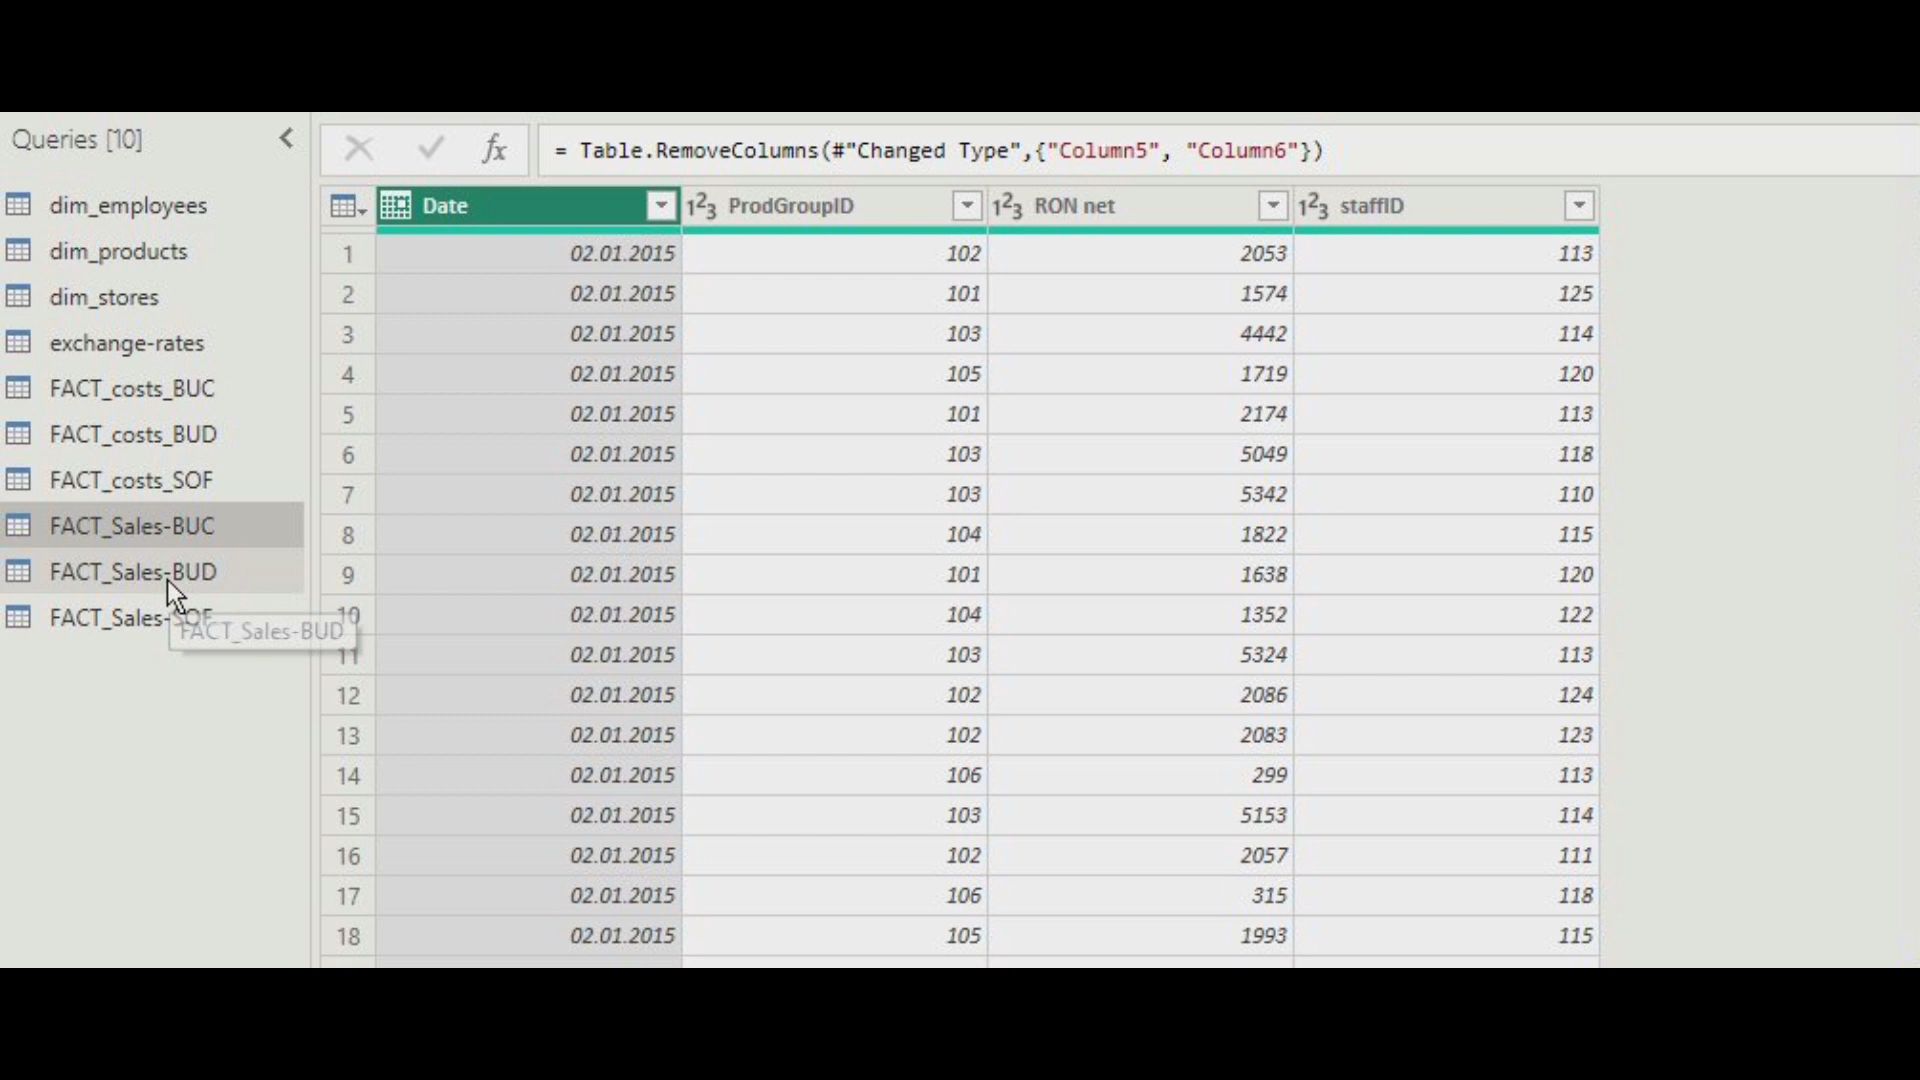 Queries [10]
= Table.RemoveColumns(#"Changed Type",{"Column5", "Column6"})
dim_employees
dim_products
dim_stores
exchange-rates
FACT_costs_BUC
FACT_costs_BUD
FACT_costs_SOF
FACT_Sales-BUC
FACT_Sales-BUD
FACT_Sales-SOF
FACT_Sales-BUD
Date 123 ProdGroupID 123 RON net 123 staffID
1 02.01.2015 102 2053 113
2 02.01.2015 101 1574 125
3 02.01.2015 103 4442 114
4 02.01.2015 105 1719 120
5 02.01.2015 101 2174 113
6 02.01.2015 103 5049 118
7 02.01.2015 103 5342 110
8 02.01.2015 104 1822 115
9 02.01.2015 101 1638 120
10 02.01.2015 104 1352 122
11 02.01.2015 103 5324 113
12 02.01.2015 102 2086 124
13 02.01.2015 102 2083 123
14 02.01.2015 106 299 113
15 02.01.2015 103 5153 114
16 02.01.2015 102 2057 111
17 02.01.2015 106 315 118
18 02.01.2015 105 1993 115